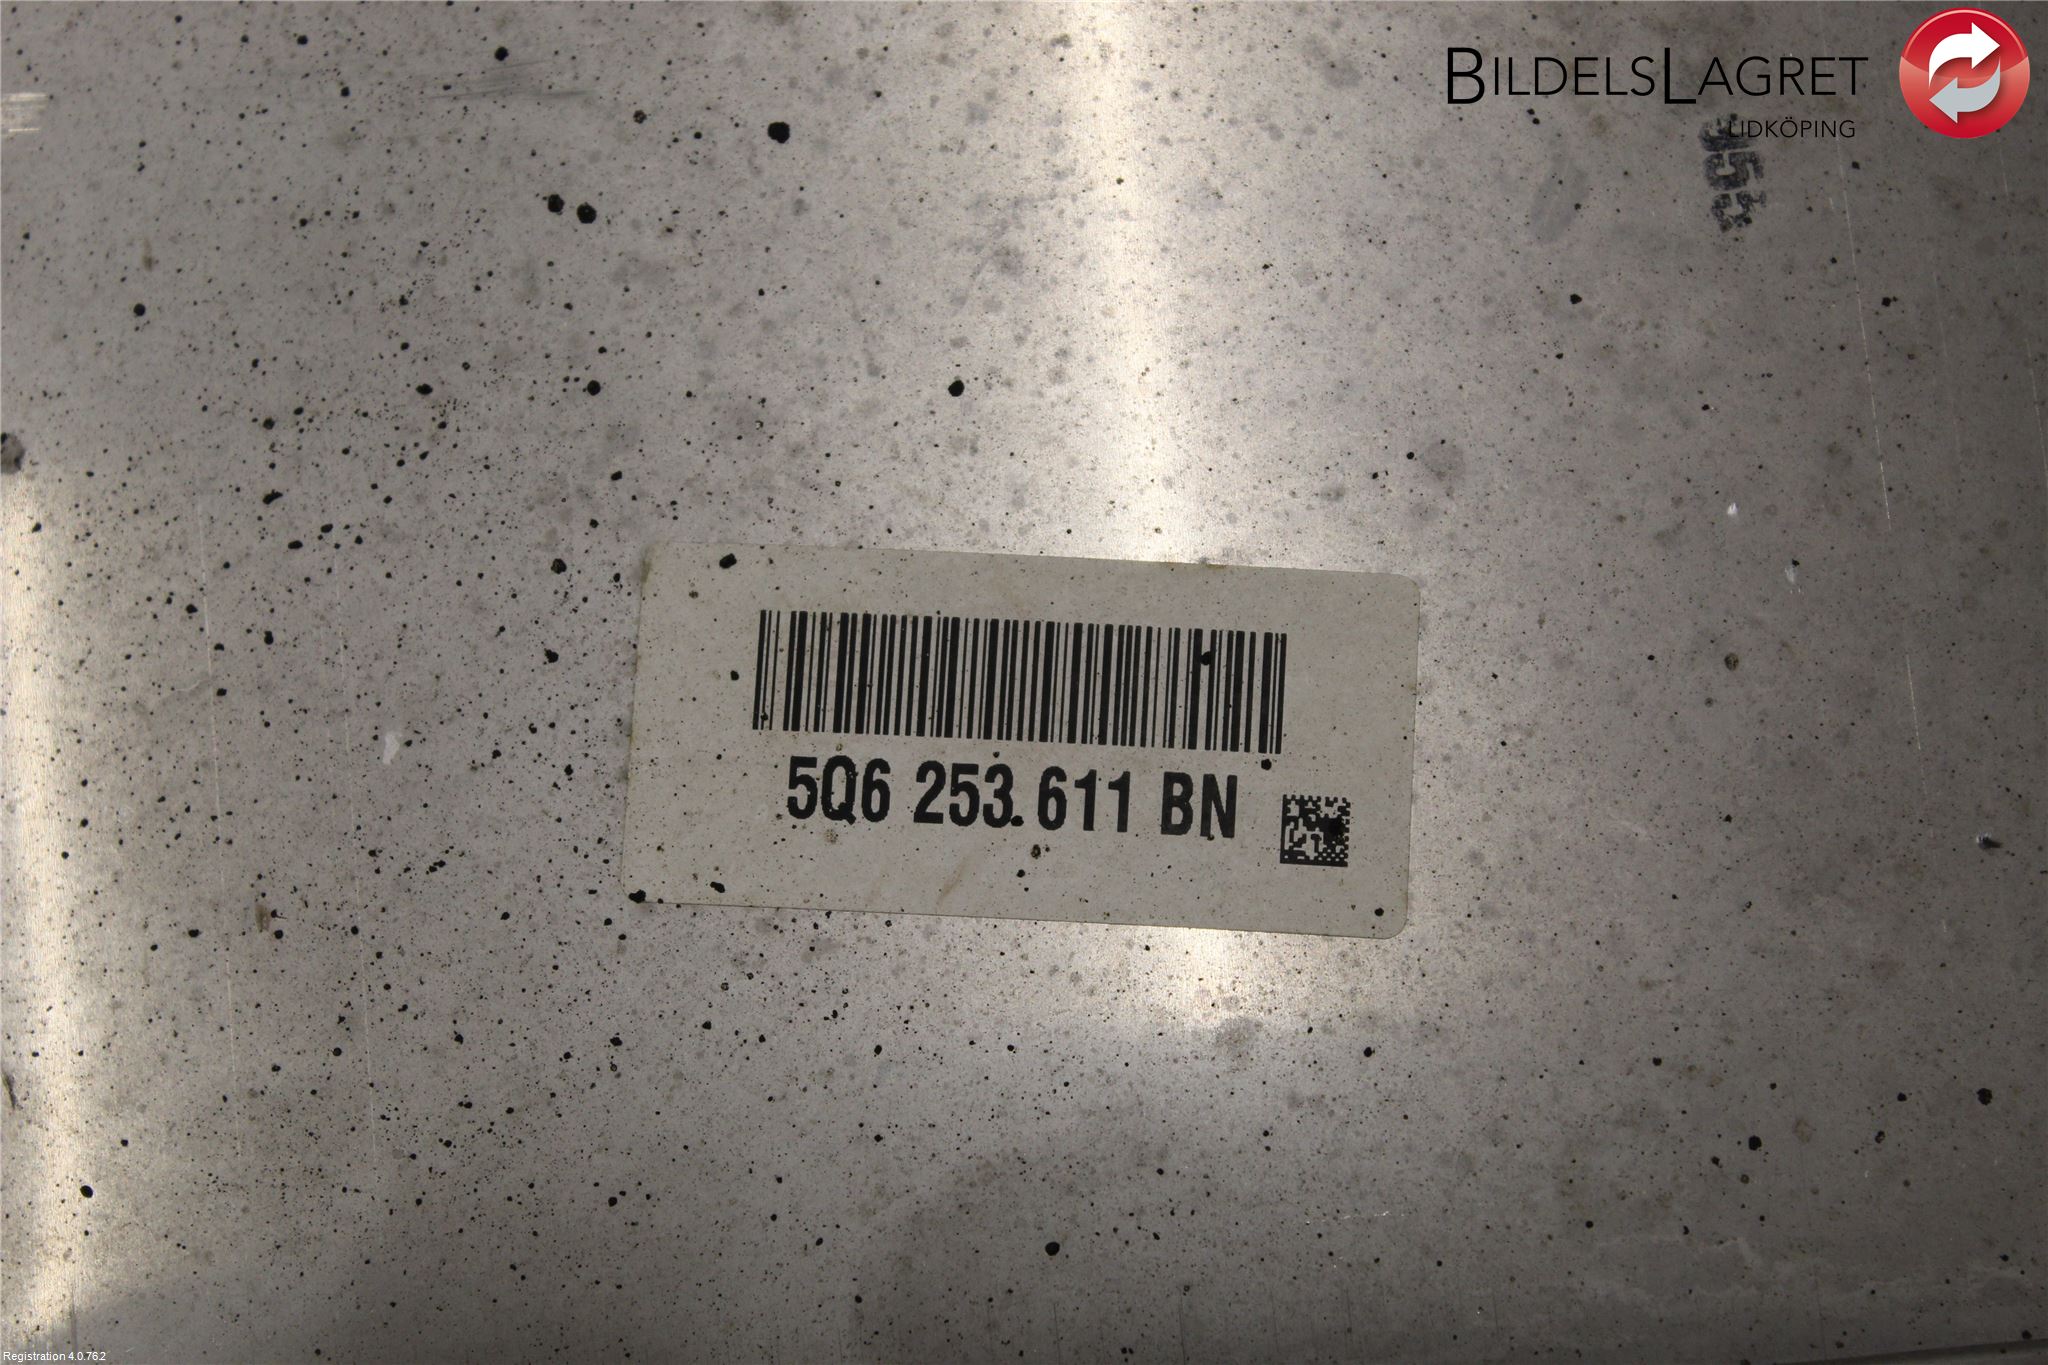 BILDELSLAGRET
LIDKÖPING
5Q6 253 611 BN
Registration 4.0.762